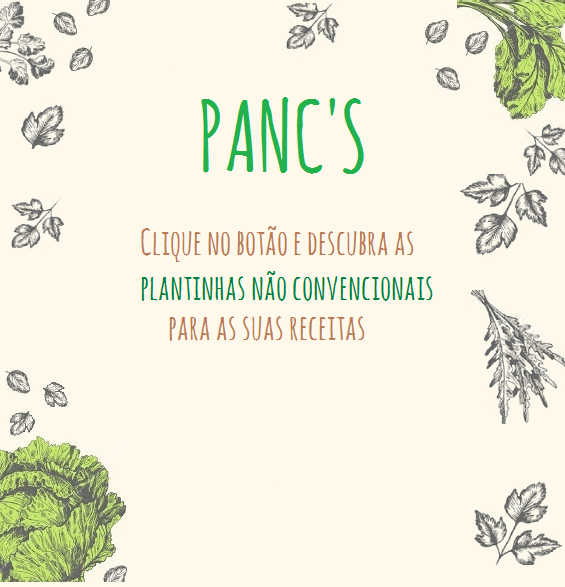 PANC'S
Clique no botão e descubra as
plantinhas não convencionais
para as suas receitas